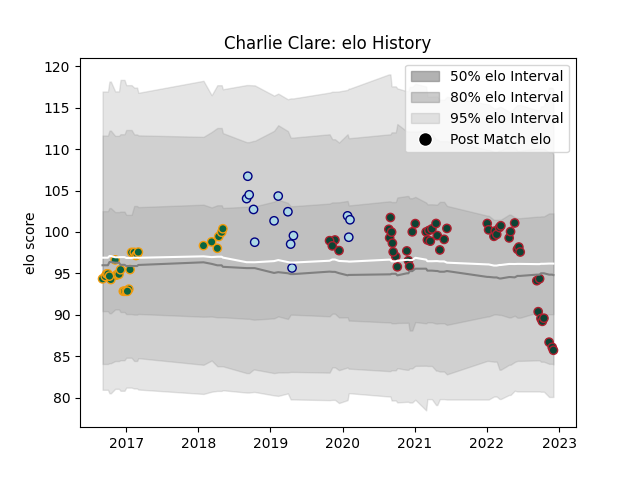 Charlie Clare: elo History
120
115
110
105
100
95
90
85
80
elo score
50% elo Interval
80% elo Interval
95% elo Interval
Post Match elo
2017
2018
2019
2020
2021
2022
2023